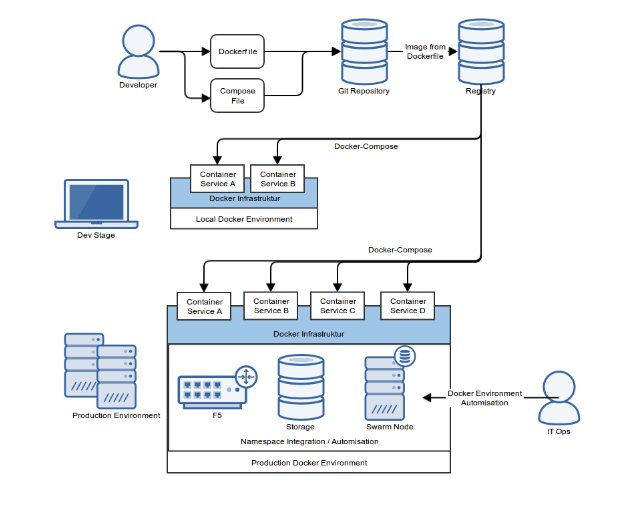 Dockerfile
Developer
Compose
File
Git Repository
Image from
Dockerfile
Registry
Docker-Compose
Container
Service A
Container
Service B
Docker Infrastruktur
Local Docker Environment
Dev Stage
Docker-Compose
Container
Service A
Container
Service B
Container
Service C
Container
Service D
Docker Infrastruktur
Production Environment
F5
Storage
Swarm Node
Docker Environment
Automisation
IT Ops
Namespace Integration / Automisation
Production Docker Environment